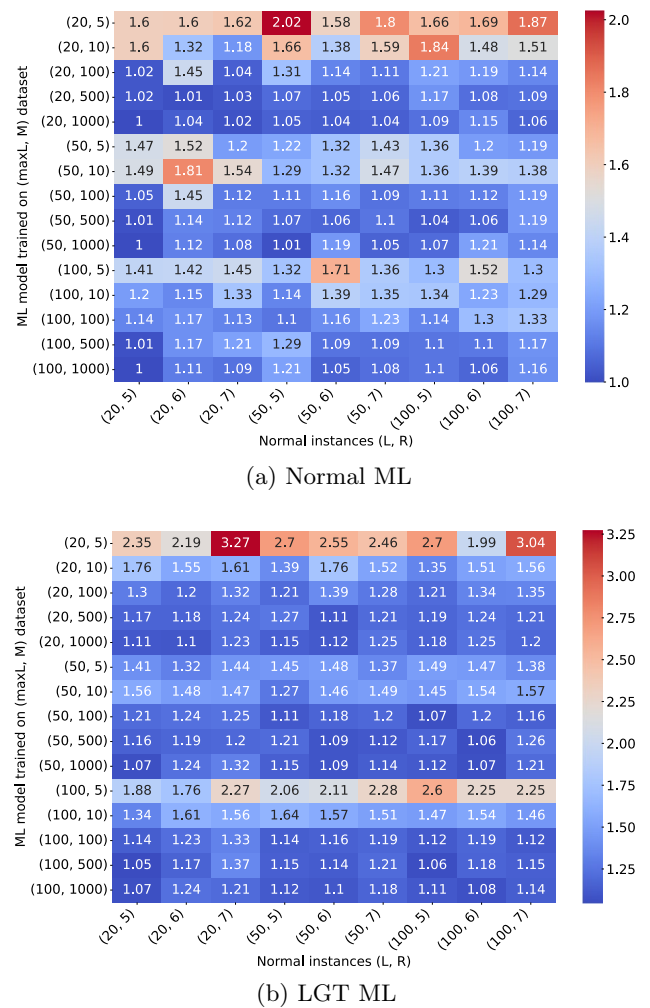 (20, 5) 1.6 1.6 1.62 2.02 1.58 1.8 1.66 1.69 1.87
(20, 10) 1.6 1.32 1.18 1.66 1.38 1.59 1.84 1.48 1.51
(20, 100) 1.02 1.45 1.04 1.31 1.14 1.11 1.21 1.19 1.14
(20, 500) 1.02 1.01 1.03 1.07 1.05 1.06 1.17 1.08 1.09
(20, 1000) 1 1.04 1.02 1.05 1.04 1.04 1.09 1.15 1.06
(50, 5) 1.47 1.52 1.2 1.22 1.32 1.43 1.36 1.2 1.19
(50, 10) 1.49 1.81 1.54 1.29 1.32 1.47 1.36 1.39 1.38
(50, 100) 1.05 1.45 1.12 1.11 1.16 1.09 1.11 1.12 1.19
(50, 500) 1.01 1.14 1.12 1.07 1.06 1.1 1.04 1.06 1.19
(50, 1000) 1 1.12 1.08 1.01 1.19 1.05 1.07 1.21 1.14
(100, 5) 1.41 1.42 1.45 1.32 1.71 1.36 1.3 1.52 1.3
(100, 10) 1.2 1.15 1.33 1.14 1.39 1.35 1.34 1.23 1.29
(100, 100) 1.14 1.17 1.13 1.1 1.16 1.23 1.14 1.3 1.33
(100, 500) 1.01 1.17 1.21 1.29 1.09 1.09 1.1 1.1 1.17
(100, 1000) 1 1.11 1.09 1.21 1.05 1.08 1.1 1.06 1.16
ML model trained on (maxL, M) dataset
(20, 5) (20, 6) (20, 7) (50, 5) (50, 6) (50, 7) (100, 5) (100, 6) (100, 7)
Normal instances (L, R)
2.0
1.8
1.6
1.4
1.2
1.0
(a) Normal ML
(20, 5) 2.35 2.19 3.27 2.7 2.55 2.46 2.7 1.99 3.04
(20, 10) 1.76 1.55 1.61 1.39 1.76 1.52 1.35 1.51 1.56
(20, 100) 1.3 1.2 1.32 1.21 1.39 1.28 1.21 1.34 1.35
(20, 500) 1.17 1.18 1.24 1.27 1.11 1.21 1.19 1.24 1.21
(20, 1000) 1.11 1.1 1.23 1.15 1.12 1.25 1.18 1.25 1.2
(50, 5) 1.41 1.32 1.44 1.45 1.48 1.37 1.49 1.47 1.38
(50, 10) 1.56 1.48 1.47 1.27 1.46 1.49 1.45 1.54 1.57
(50, 100) 1.21 1.24 1.25 1.11 1.18 1.2 1.07 1.2 1.16
(50, 500) 1.16 1.19 1.2 1.21 1.09 1.12 1.17 1.06 1.26
(50, 1000) 1.07 1.24 1.32 1.15 1.09 1.14 1.12 1.07 1.21
(100, 5) 1.88 1.76 2.27 2.06 2.11 2.28 2.6 2.25 2.25
(100, 10) 1.34 1.61 1.56 1.64 1.57 1.51 1.47 1.54 1.46
(100, 100) 1.14 1.23 1.33 1.14 1.16 1.19 1.12 1.19 1.12
(100, 500) 1.05 1.17 1.37 1.15 1.14 1.21 1.06 1.18 1.15
(100, 1000) 1.07 1.24 1.21 1.12 1.1 1.18 1.11 1.08 1.14
ML model trained on (maxL, M) dataset
(20, 5) (20, 6) (20, 7) (50, 5) (50, 6) (50, 7) (100, 5) (100, 6) (100, 7)
Normal instances (L, R)
3.25
3.00
2.75
2.50
2.25
2.00
1.75
1.50
1.25
(b) LGT ML